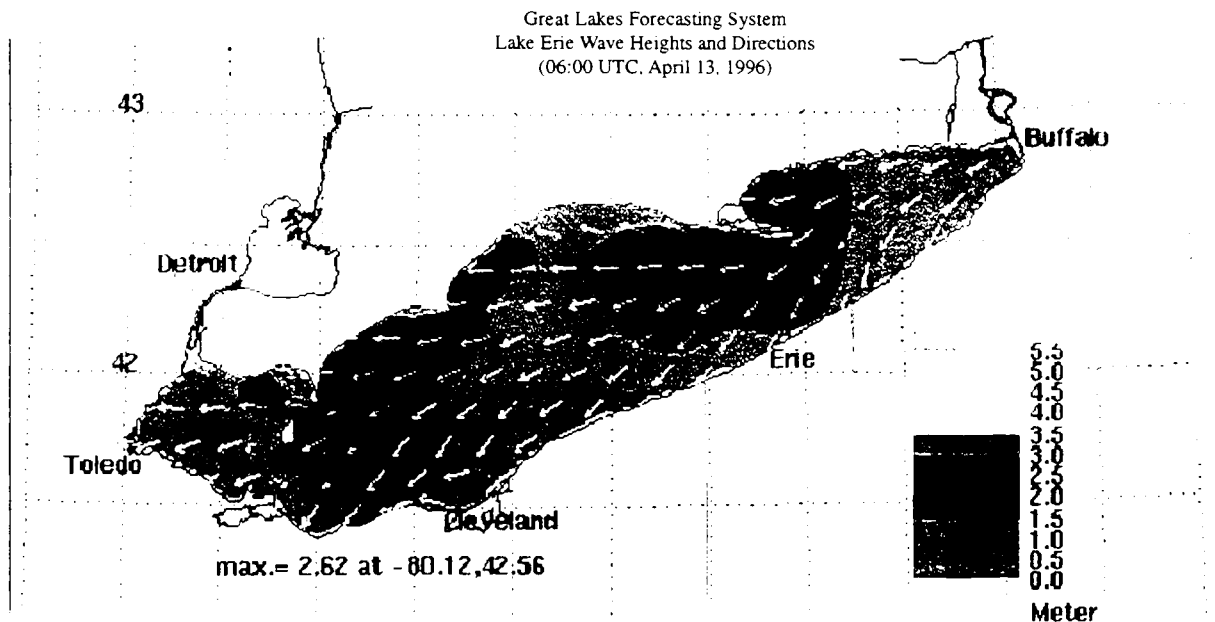 Great Lakes Forecasting System
Lake Erie Wave Heights and Directions
(06:00 UTC, April 13, 1996)
43
Buffalo
Detroit
42
Erie
Toledo
Cleveland
max.= 2.62 at -80.12,42.56
5.5
5.0
4.5
4.0
3.5
3.0
2.5
2.0
1.5
1.0
0.5
0.0
Meter